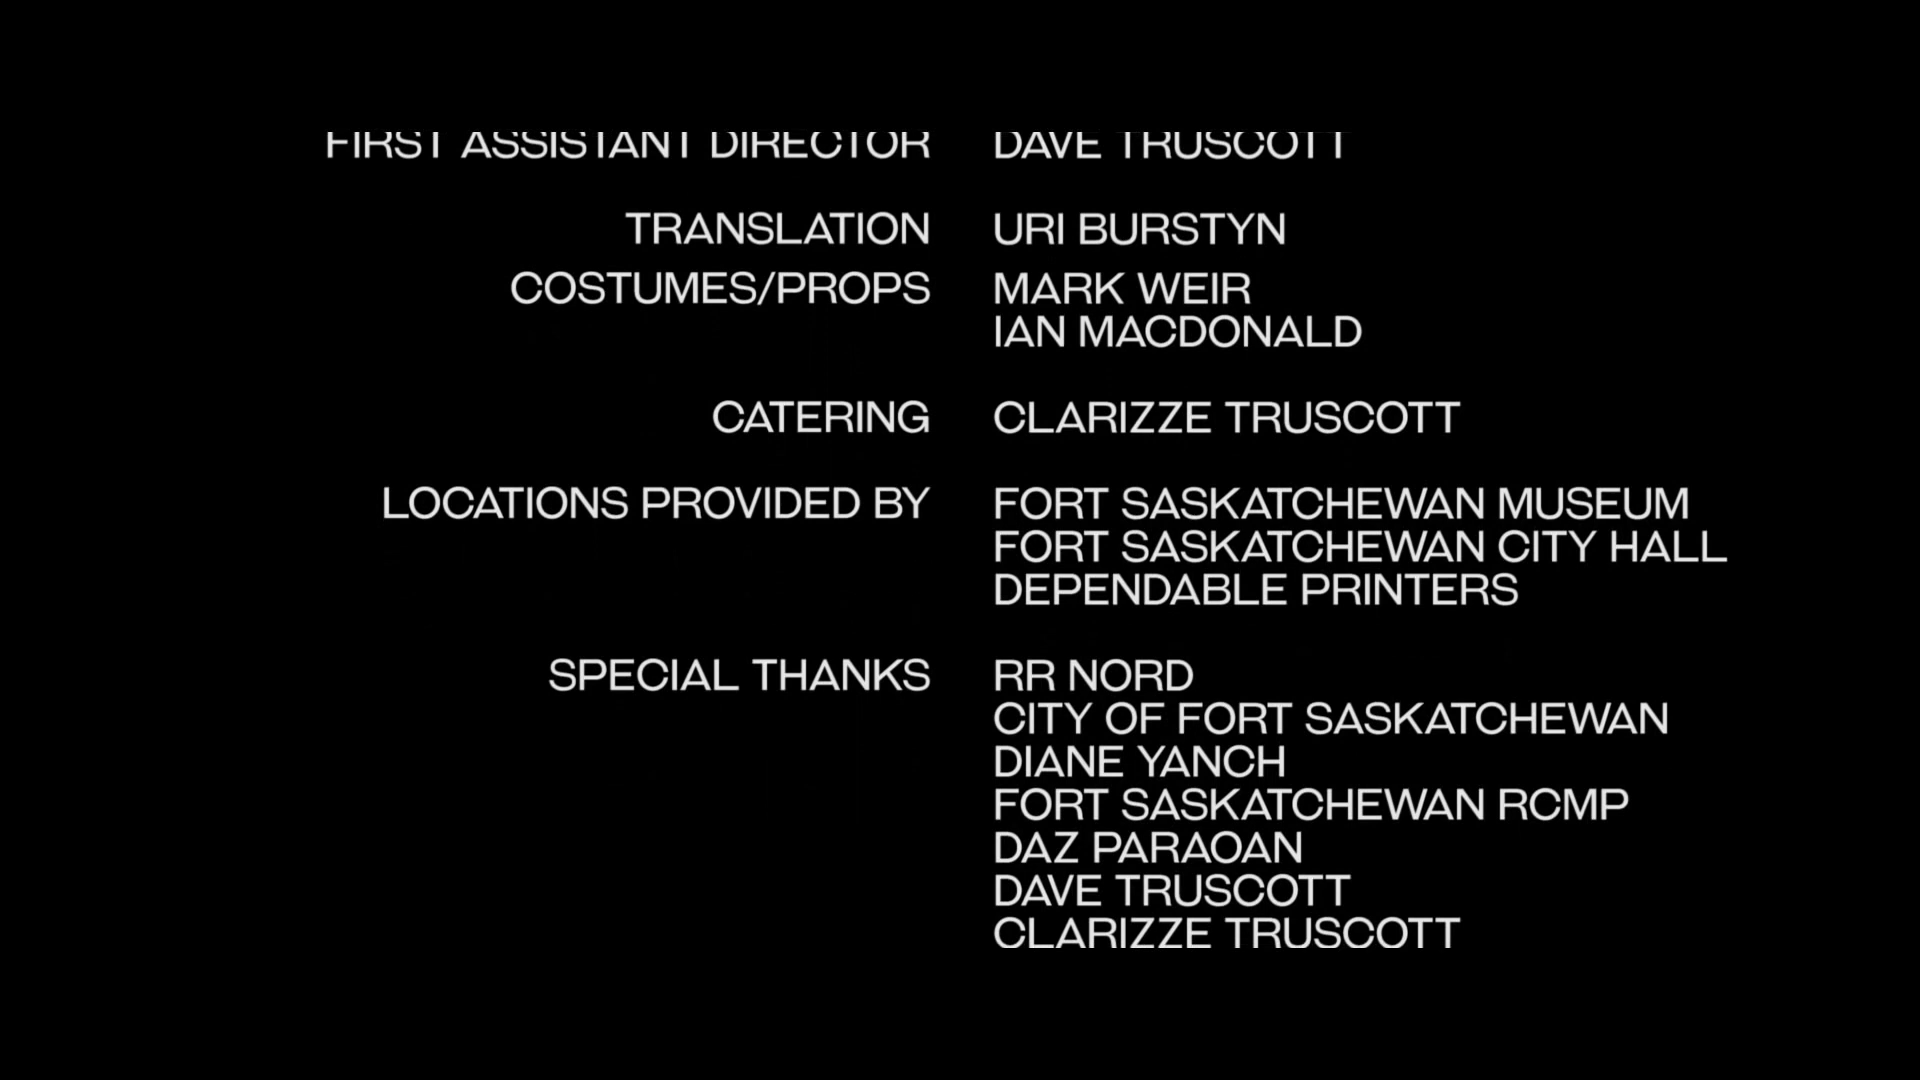 FIRST ASSISTANT DIRECTOR DAVE TRUSCOTT
TRANSLATION URI BURSTYN
COSTUMES/PROPS MARK WEIR
IAN MACDONALD
CATERING CLARIZZE TRUSCOTT
LOCATIONS PROVIDED BY FORT SASKATCHEWAN MUSEUM
FORT SASKATCHEWAN CITY HALL
DEPENDABLE PRINTERS
SPECIAL THANKS RR NORD
CITY OF FORT SASKATCHEWAN
DIANE YANCH
FORT SASKATCHEWAN RCMP
DAZ PARAOAN
DAVE TRUSCOTT
CLARIZZE TRUSCOTT